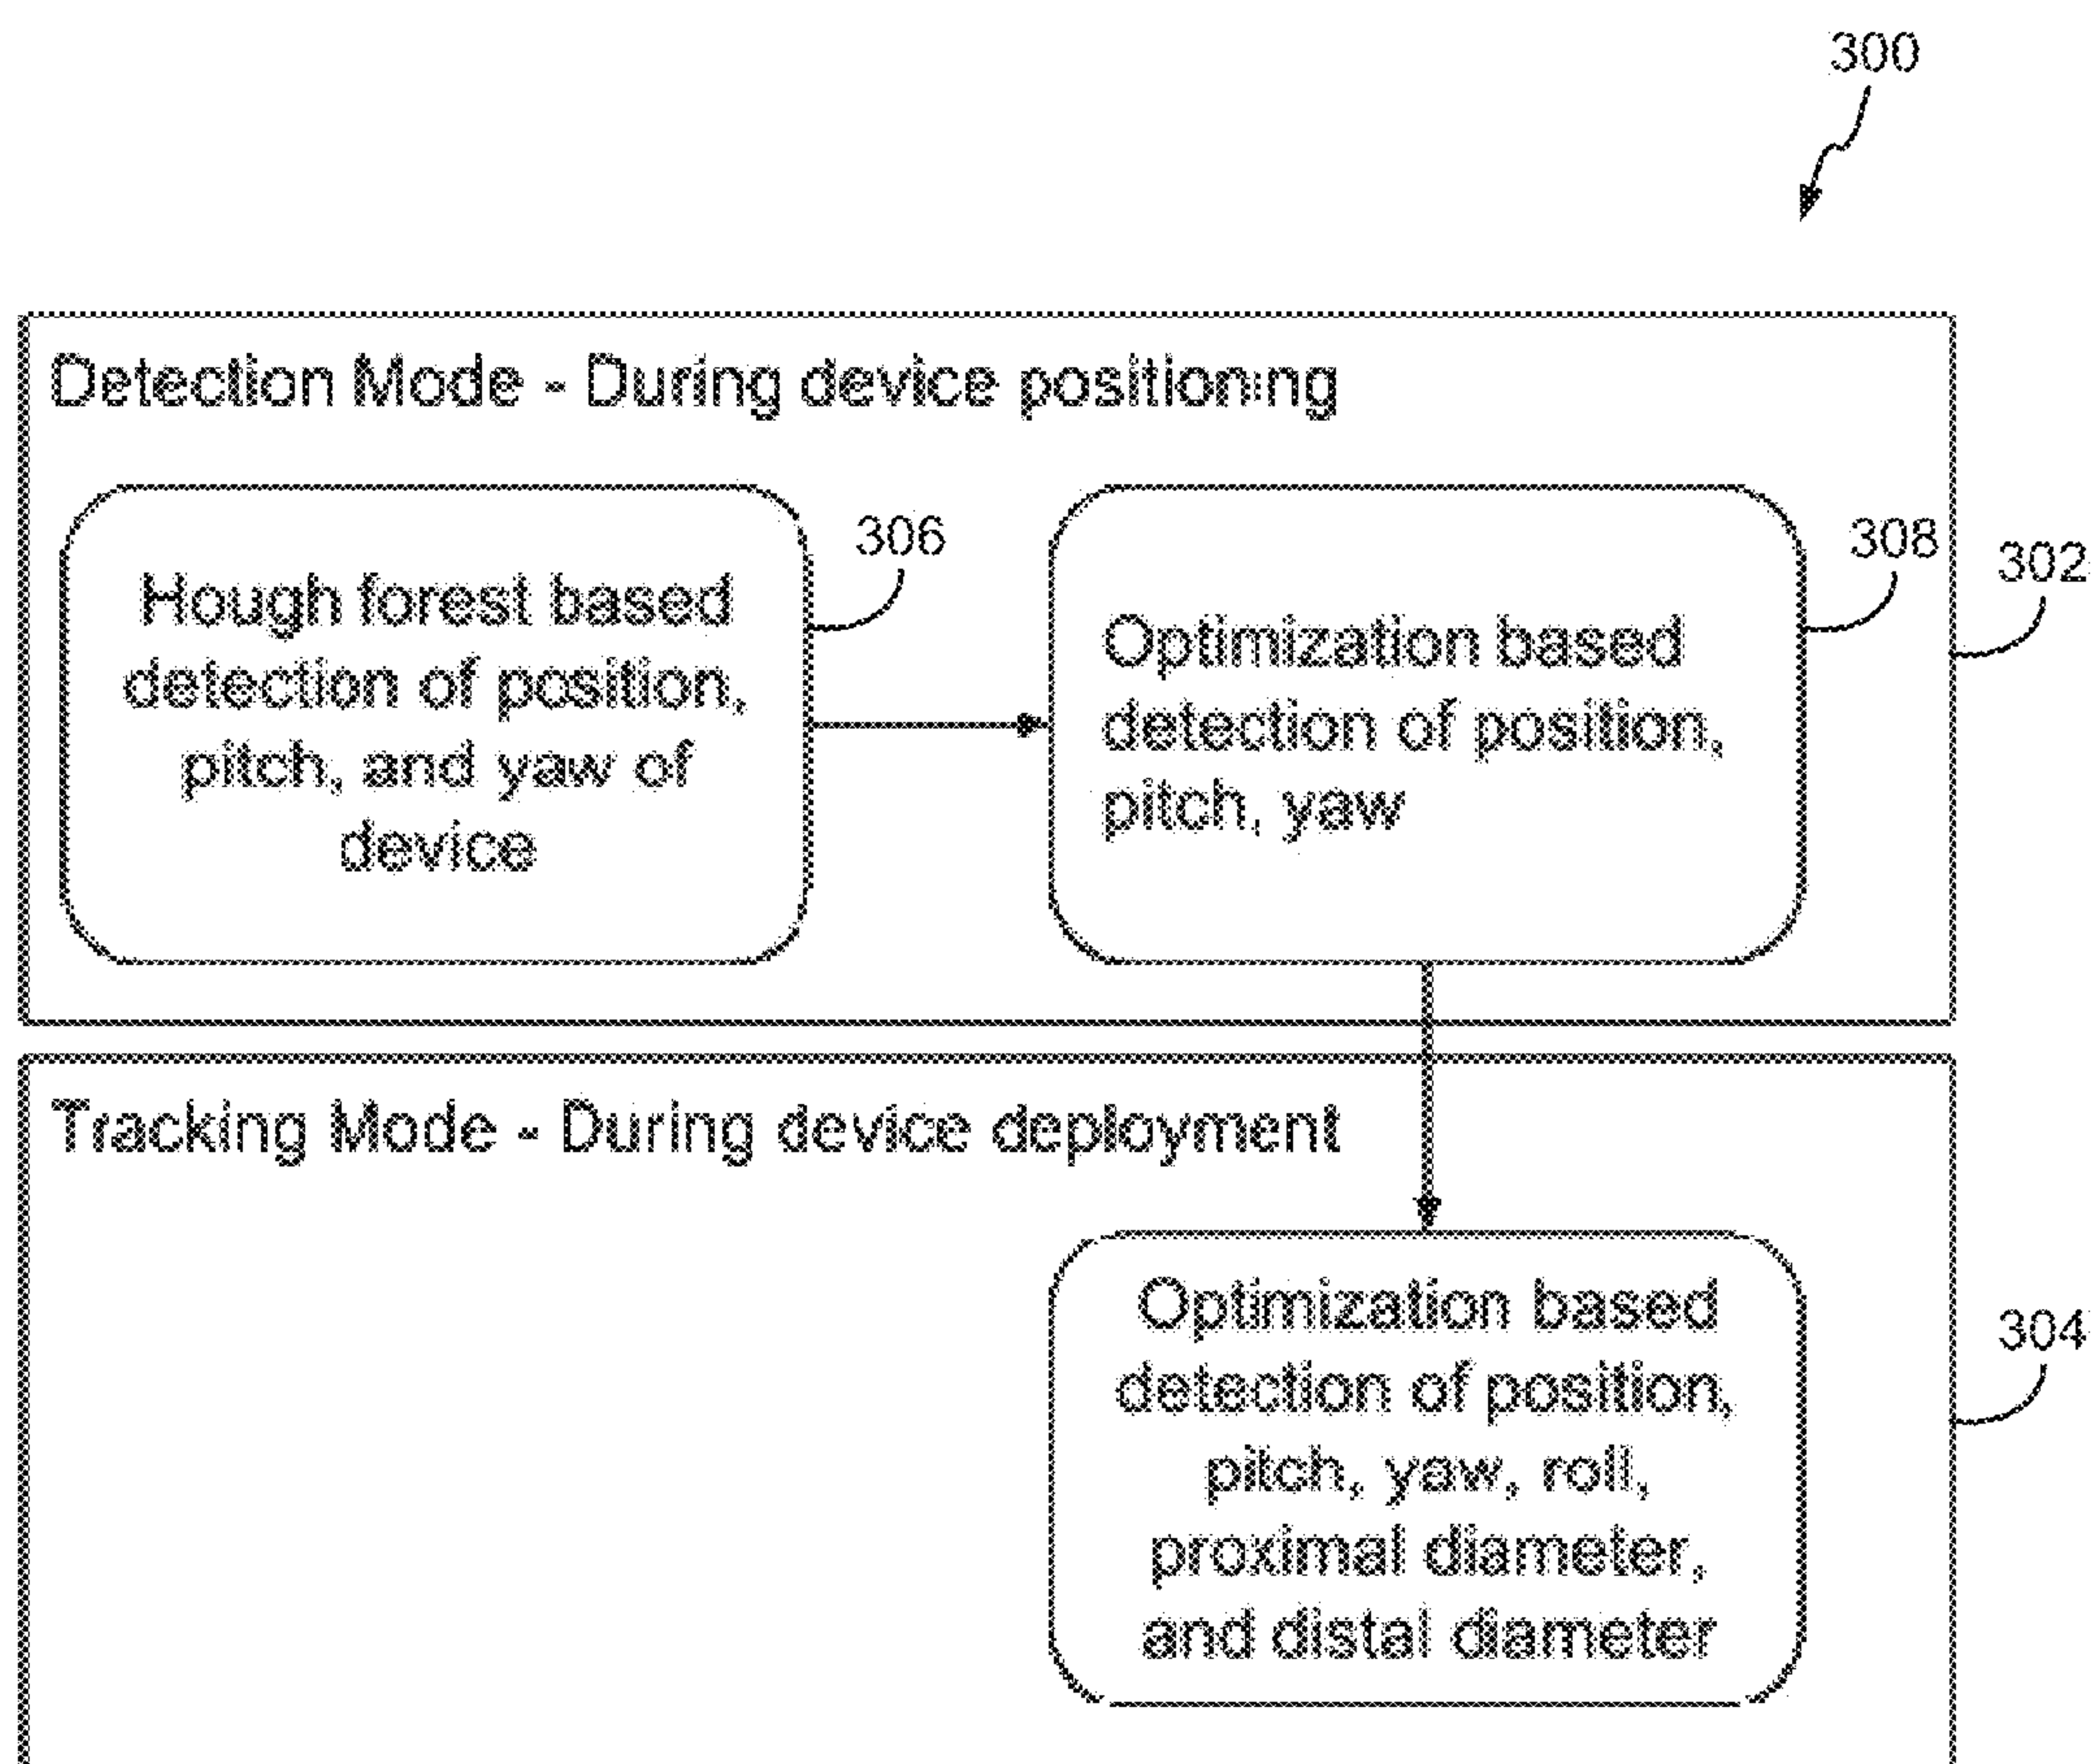 300
Detection Mode - During device positioning
306
308
302
Hough forest based
detection of position,
pitch, and yaw of
device
Optimization based
detection of position,
pitch, yaw
Tracking Mode - During device deployment
304
Optimization based
detection of position,
pitch, yaw, roll,
proximal diameter,
and distal diameter